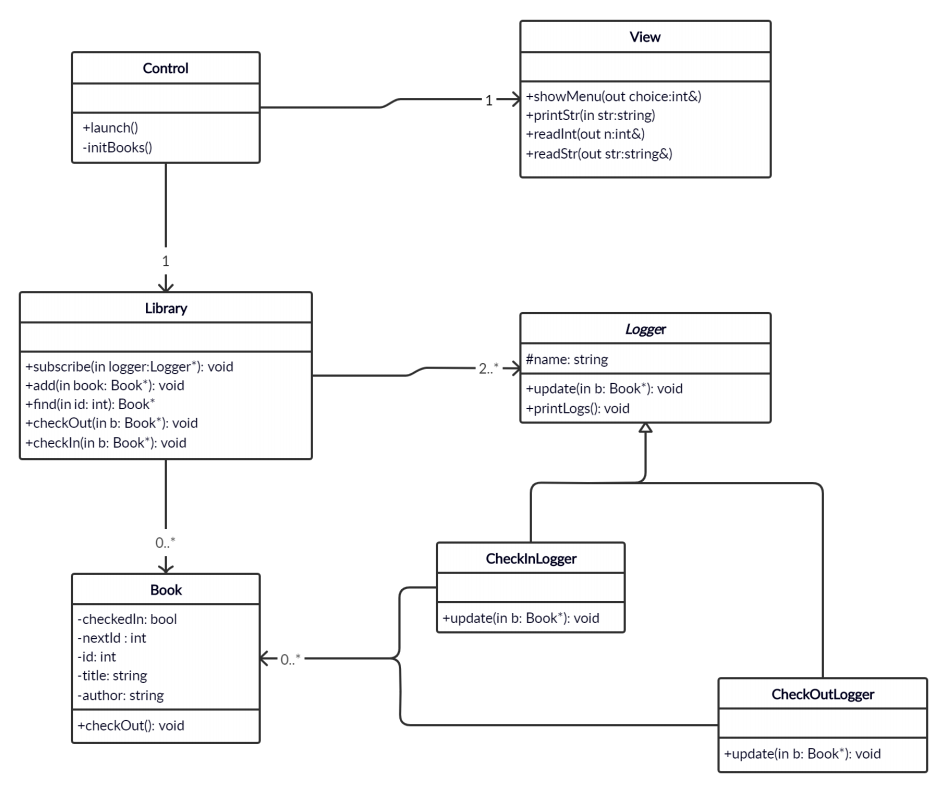 Control
+launch()
-initBooks()
1
View
+showMenu(out choice:int&)
+printStr(in str:string)
+readInt(out n:int&)
+readStr(out str:string&)
1
Library
+subscribe(in logger:Logger*): void
+add(in book: Book*): void
+find(in id: int): Book*
+checkOut(in b: Book*): void
+checkIn(in b: Book*): void
2..*
Logger
#name: string
+update(in b: Book*): void
+printLogs(): void
0..*
Book
-checkedIn: bool
-nextId : int
-id: int
-title: string
-author: string
+checkOut(): void
0..*
CheckInLogger
+update(in b: Book*): void
CheckOutLogger
+update(in b: Book*): void